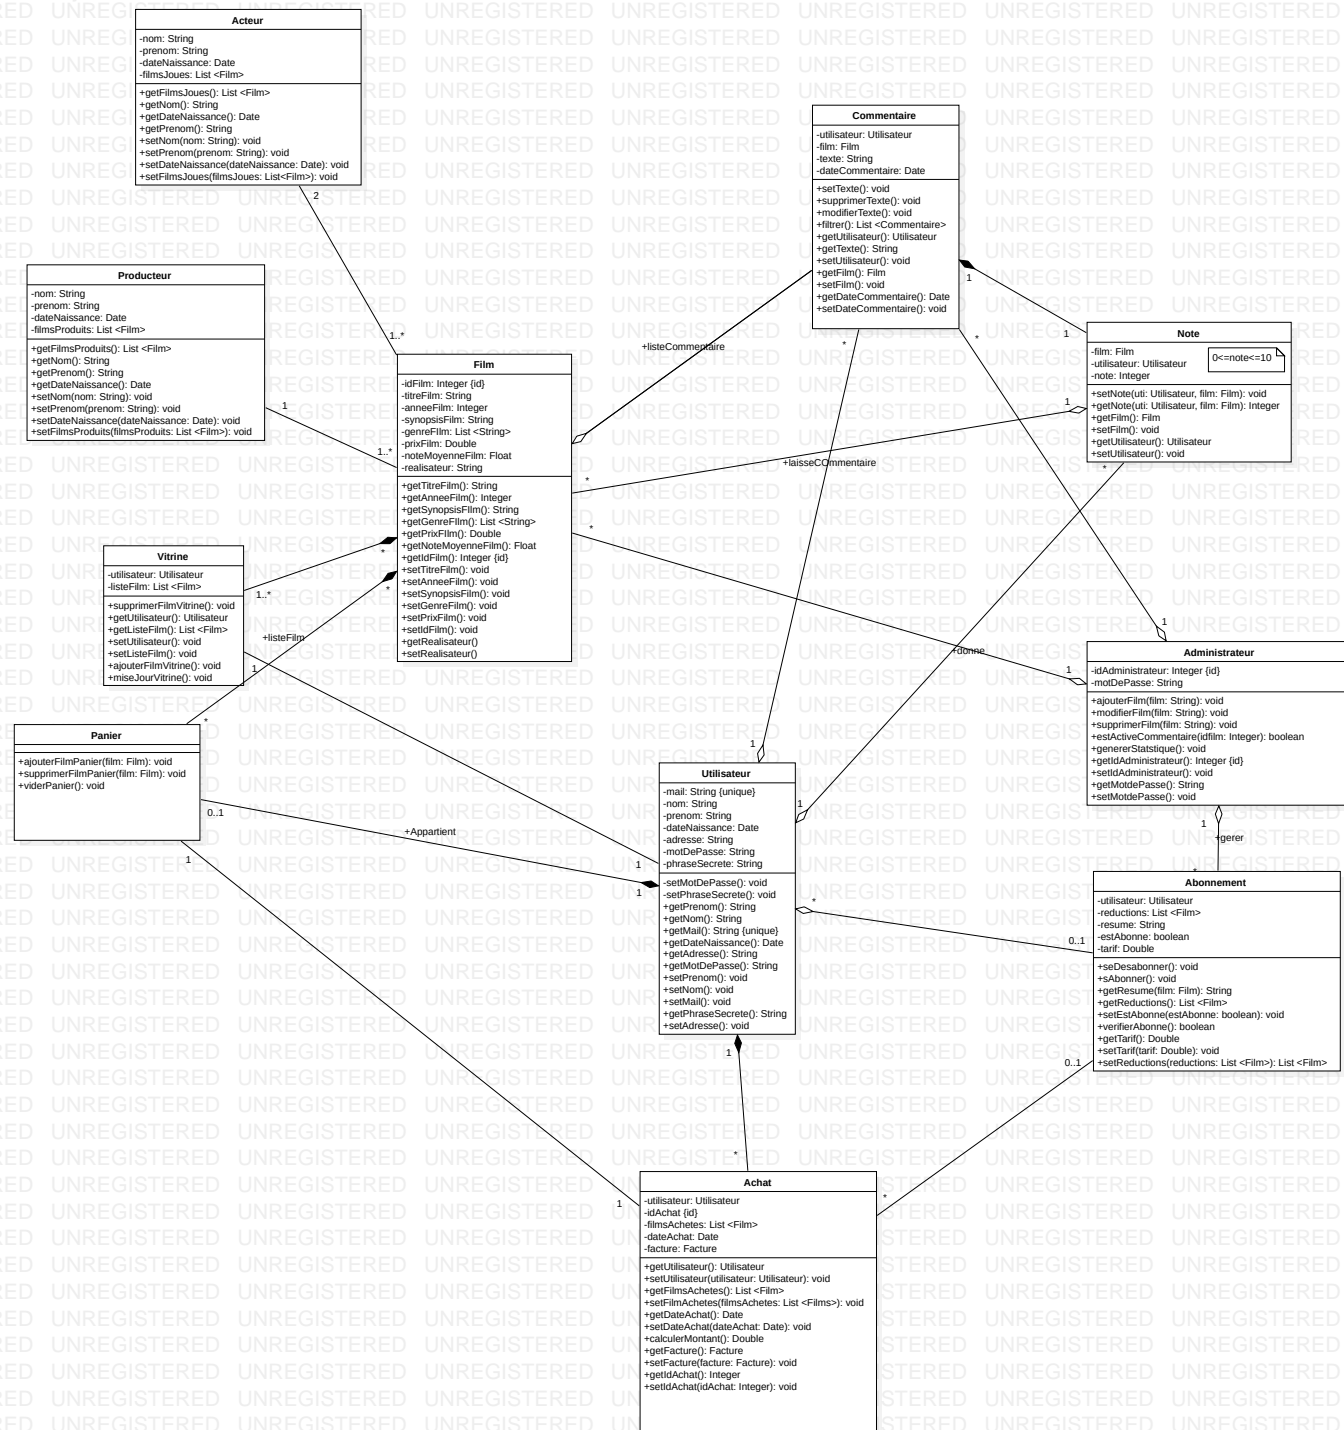 Acteur
-nom: String
-prenom: String
-dateNaissance: Date
-filmsJoues: List <Film>
+getFilmsJoues(): List <Film>
+getNom(): String
+getDateNaissance(): Date
+getPrenom(): String
+setNom(nom: String): void
+setPrenom(prenom: String): void
+setDateNaissance(dateNaissance: Date): void
+setFilmsJoues(filmsJoues: List<Film>): void
2
1..*
Commentaire
-utilisateur: Utilisateur
-film: Film
-texte: String
-dateCommentaire: Date
+setTexte(): void
+supprimerTexte(): void
+modifierTexte(): void
+filtrer(): List <Commentaire>
+getUtilisateur(): Utilisateur
+getTexte(): String
+setUtilisateur(): void
+getFilm(): Film
+setFilm(): void
+getDateCommentaire(): Date
+setDateCommentaire(): void
1
1
*
*
+listeCommentaire
Producteur
-nom: String
-prenom: String
-dateNaissance: Date
-filmsProduits: List <Film>
+getFilmsProduits(): List <Film>
+getNom(): String
+getPrenom(): String
+getDateNaissance(): Date
+setNom(nom: String): void
+setPrenom(prenom: String): void
+setDateNaissance(dateNaissance: Date): void
+setFilmsProduits(filmsProduits: List <Film>): void
1
1..*
Note
-film: Film
-utilisateur: Utilisateur
-note: Integer
0<=note<=10
+setNote(uti: Utilisateur, film: Film): void
+getNote(uti: Utilisateur, film: Film): Integer
+getFilm(): Film
+setFilm(): void
+getUtilisateur(): Utilisateur
+setUtilisateur(): void
1
*
+laisseCOmmentaire
Film
-idFilm: Integer {id}
-titreFilm: String
-anneeFilm: Integer
-synopsisFilm: String
-genreFIlm: List <String>
-prixFilm: Double
-noteMoyenneFilm: Float
-realisateur: String
+getTitreFilm(): String
+getAnneeFilm(): Integer
+getSynopsisFIlm(): String
+getGenreFIlm(): List <String>
+getPrixFIlm(): Double
+getNoteMoyenneFilm(): Float
+getIdFilm(): Integer {id}
+setTitreFilm(): void
+setAnneeFilm(): void
+setSynopsisFilm(): void
+setGenreFilm(): void
+setPrixFilm(): void
+setIdFilm(): void
+getRealisateur()
+setRealisateur()
*
*
*
*
Vitrine
-utilisateur: Utilisateur
-listeFilm: List <Film>
+supprimerFilmVitrine(): void
+getUtilisateur(): Utilisateur
+getListeFilm(): List <Film>
+setUtilisateur(): void
+setListeFilm(): void
+ajouterFilmVitrine(): void
+miseJourVitrine(): void
1..*
+listeFilm
1
*
+donne
1
1
Administrateur
-idAdministrateur: Integer {id}
-motDePasse: String
+ajouterFilm(film: String): void
+modifierFilm(film: String): void
+supprimerFilm(film: String): void
+estActiveCommentaire(idfilm: Integer): boolean
+genererStatstique(): void
+getIdAdministrateur(): Integer {id}
+setIdAdministrateur(): void
+getMotdePasse(): String
+setMotdePasse(): void
1
+gerer
*
Panier
+ajouterFilmPanier(film: Film): void
+supprimerFilmPanier(film: Film): void
+viderPanier(): void
0..1
+Appartient
1
1
1
Utilisateur
-mail: String {unique}
-nom: String
-prenom: String
-dateNaissance: Date
-adresse: String
-motDePasse: String
-phraseSecrete: String
-setMotDePasse(): void
-setPhraseSecrete(): void
+getPrenom(): String
+getNom(): String
+getMail(): String {unique}
+getDateNaissance(): Date
+getAdresse(): String
+getMotDePasse(): String
+setPrenom(): void
+setNom(): void
+setMail(): void
+getPhraseSecrete(): String
+setAdresse(): void
1
1
*
0..1
1
*
Abonnement
-utilisateur: Utilisateur
-reductions: List <Film>
-resume: String
-estAbonne: boolean
-tarif: Double
+seDesabonner(): void
+sAbonner(): void
+getResume(film: Film): String
+getReductions(): List <Film>
+setEstAbonne(estAbonne: boolean): void
+verifierAbonne(): boolean
+getTarif(): Double
+setTarif(tarif: Double): void
+setReductions(reductions: List <Film>): List <Film>
0..1
*
1
Achat
-utilisateur: Utilisateur
-idAchat {id}
-filmsAchetes: List <Film>
-dateAchat: Date
-facture: Facture
+getUtilisateur(): Utilisateur
+setUtilisateur(utilisateur: Utilisateur): void
+getFilmsAchetes(): List <Film>
+setFilmAchetes(filmsAchetes: List <Films>): void
+getDateAchat(): Date
+setDateAchat(dateAchat: Date): void
+calculerMontant(): Double
+getFacture(): Facture
+setFacture(facture: Facture): void
+getIdAchat(): Integer
+setIdAchat(idAchat: Integer): void
UNREGISTERED